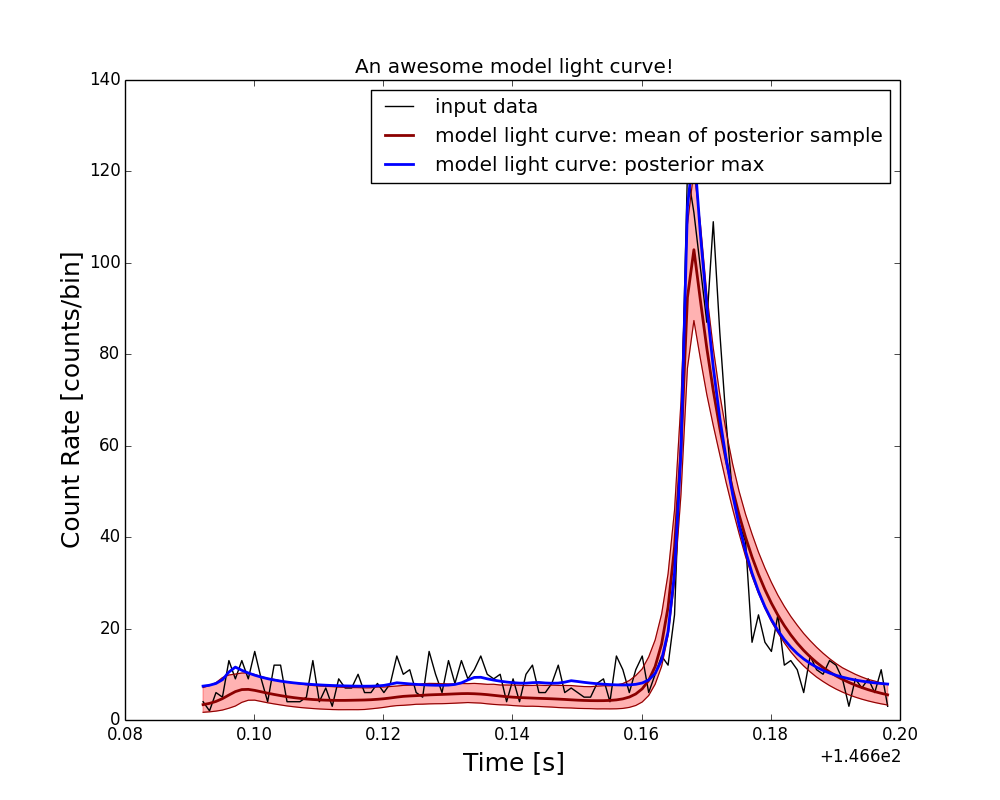 An awesome model light curve!
input data
model light curve: mean of posterior sample
model light curve: posterior max
Count Rate [counts/bin]
140
120
100
80
60
40
20
0
0.08 0.10 0.12 0.14 0.16 0.18 0.20
Time [s]
+1.466e2